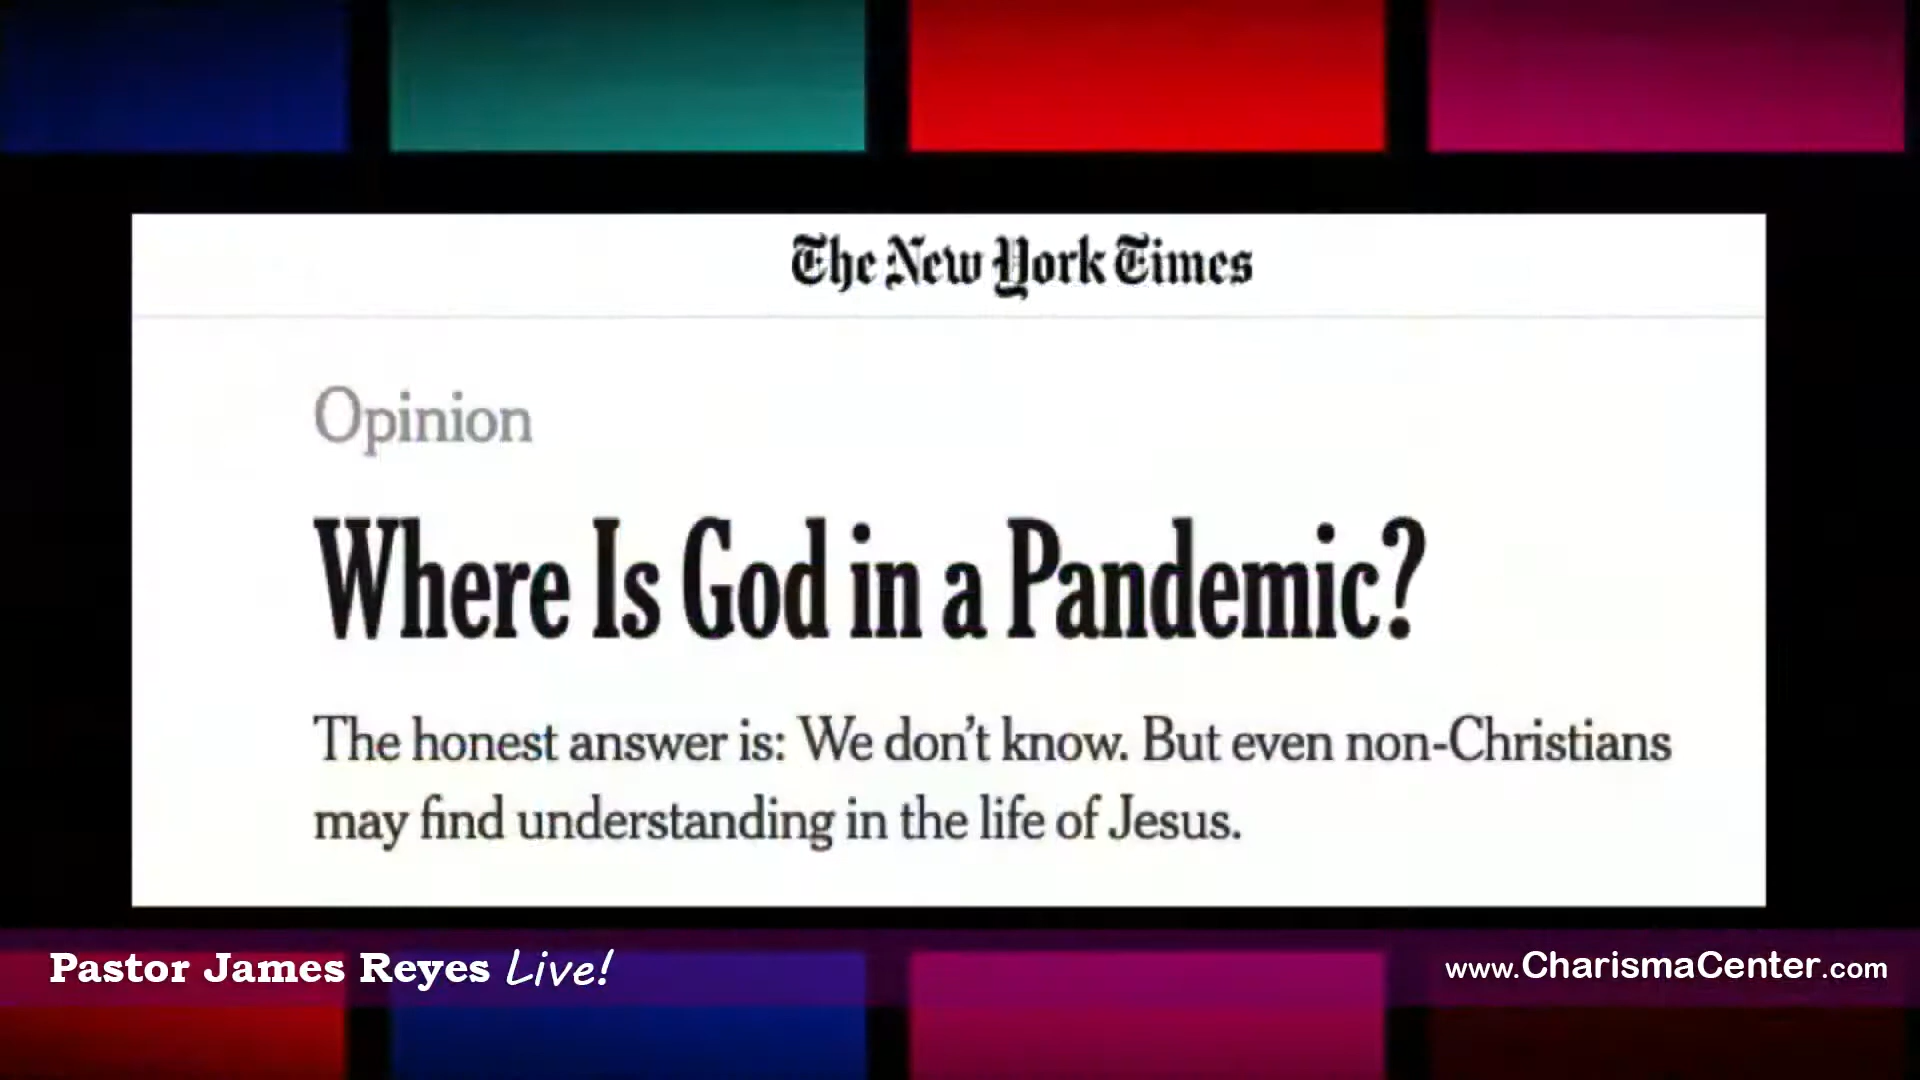 The New York Times
Opinion
Where Is God in a Pandemic?
The honest answer is: We don’t know. But even non-Christians
may find understanding in the life of Jesus.
Pastor James Reyes Live!
www.CharismaCenter.com